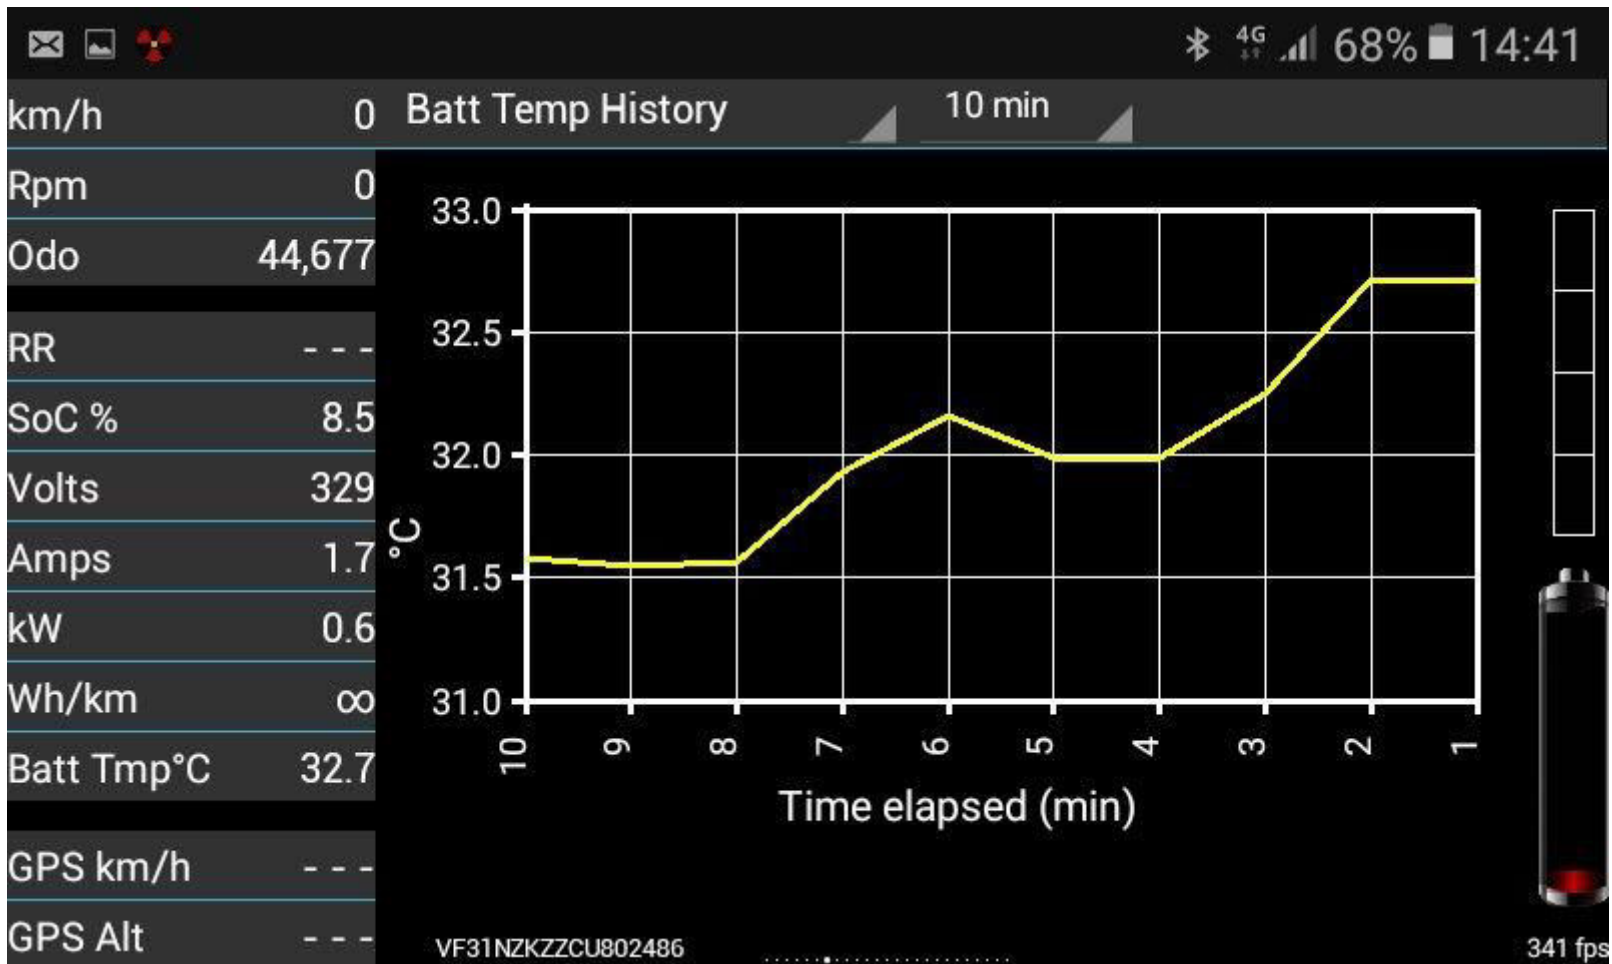 4G 68% 14:41
km/h 0
Rpm 0
Odo 44,677
RR - - -
SoC % 8.5
Volts 329
Amps 1.7
kW 0.6
Wh/km ∞
Batt Tmp°C 32.7
GPS km/h - - -
GPS Alt - - -
Batt Temp History 10 min
33.0
32.5
32.0
31.5
31.0
°C
10 9 8 7 6 5 4 3 2 1
Time elapsed (min)
VF31NZKZZCU802486
341 fps